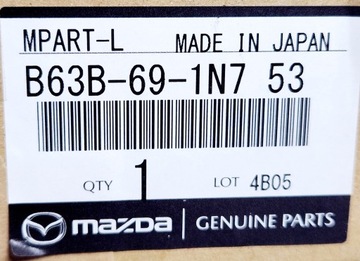 MPART-L MADE IN JAPAN
B63B-69-1N7 53
QTY 1 LOT 4B05
mazda GENUINE PARTS